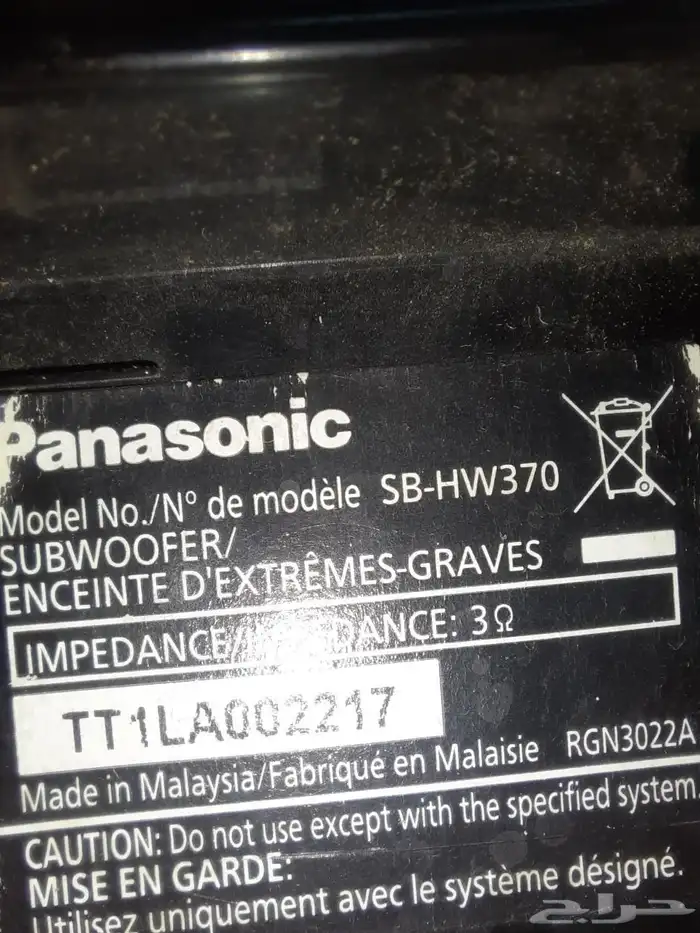 Panasonic
Model No./N° de modèle SB-HW370
SUBWOOFER/
ENCEINTE D'EXTRÊMES-GRAVES
IMPEDANCE/IMPÉDANCE: 3Ω
TT1LA002217
Made in Malaysia/Fabriqué en Malaisie RGN3022A
CAUTION: Do not use except with the specified system.
MISE EN GARDE:
Utilisez uniquement avec le système désigné.
حراج